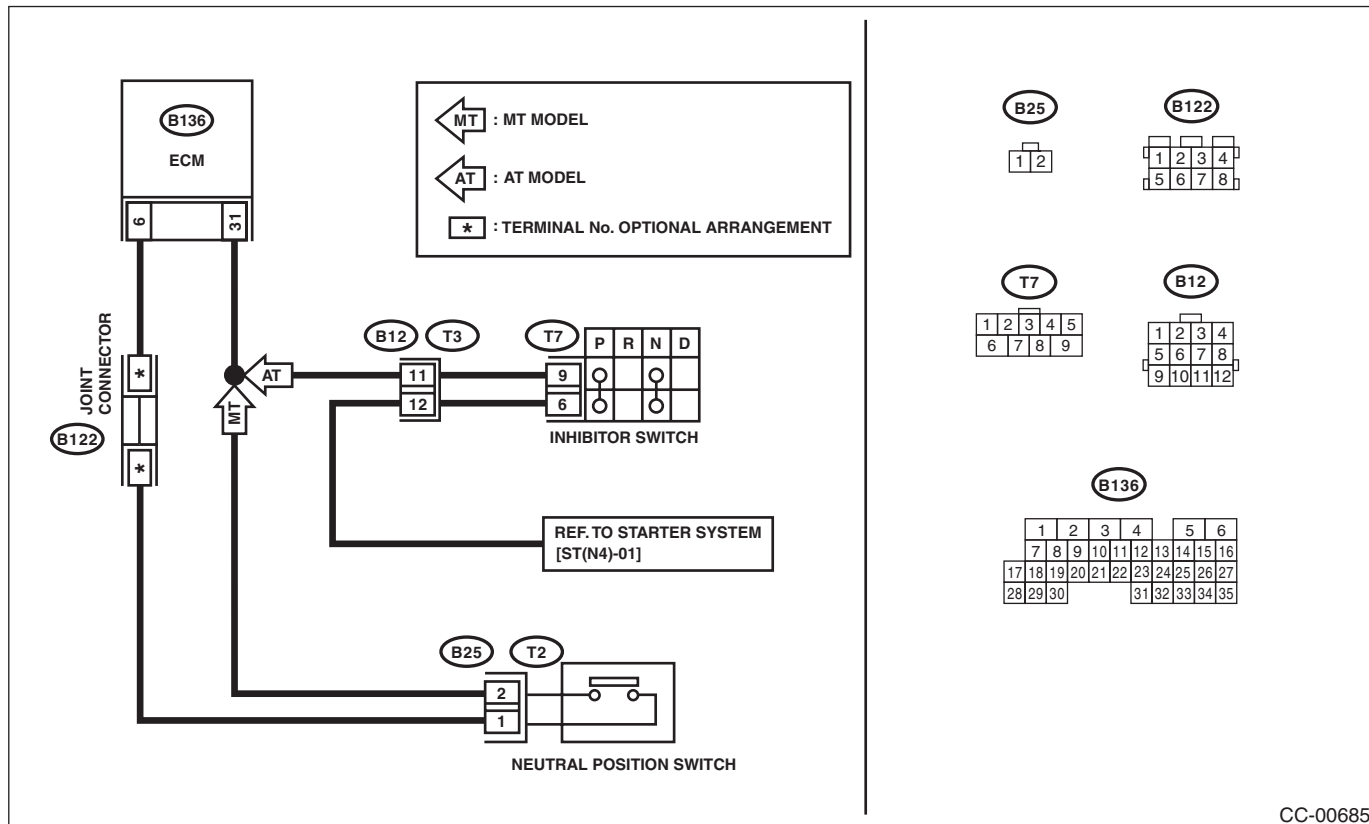 B136
ECM
6
31
MT : MT MODEL
AT : AT MODEL
* : TERMINAL No. OPTIONAL ARRANGEMENT
JOINT
CONNECTOR
B122
*
*
AT
MT
B12 T3
11
12
T7
9
6
P R N D
INHIBITOR SWITCH
REF. TO STARTER SYSTEM
[ST(N4)-01]
B25 T2
2
1
NEUTRAL POSITION SWITCH
B25
1 2
B122
1 2 3 4
5 6 7 8
T7
1 2 3 4 5
6 7 8 9
B12
1 2 3 4
5 6 7 8
9 10 11 12
B136
1 2 3 4 5 6
7 8 9 10 11 12 13 14 15 16
17 18 19 20 21 22 23 24 25 26 27
28 29 30 31 32 33 34 35
CC-00685